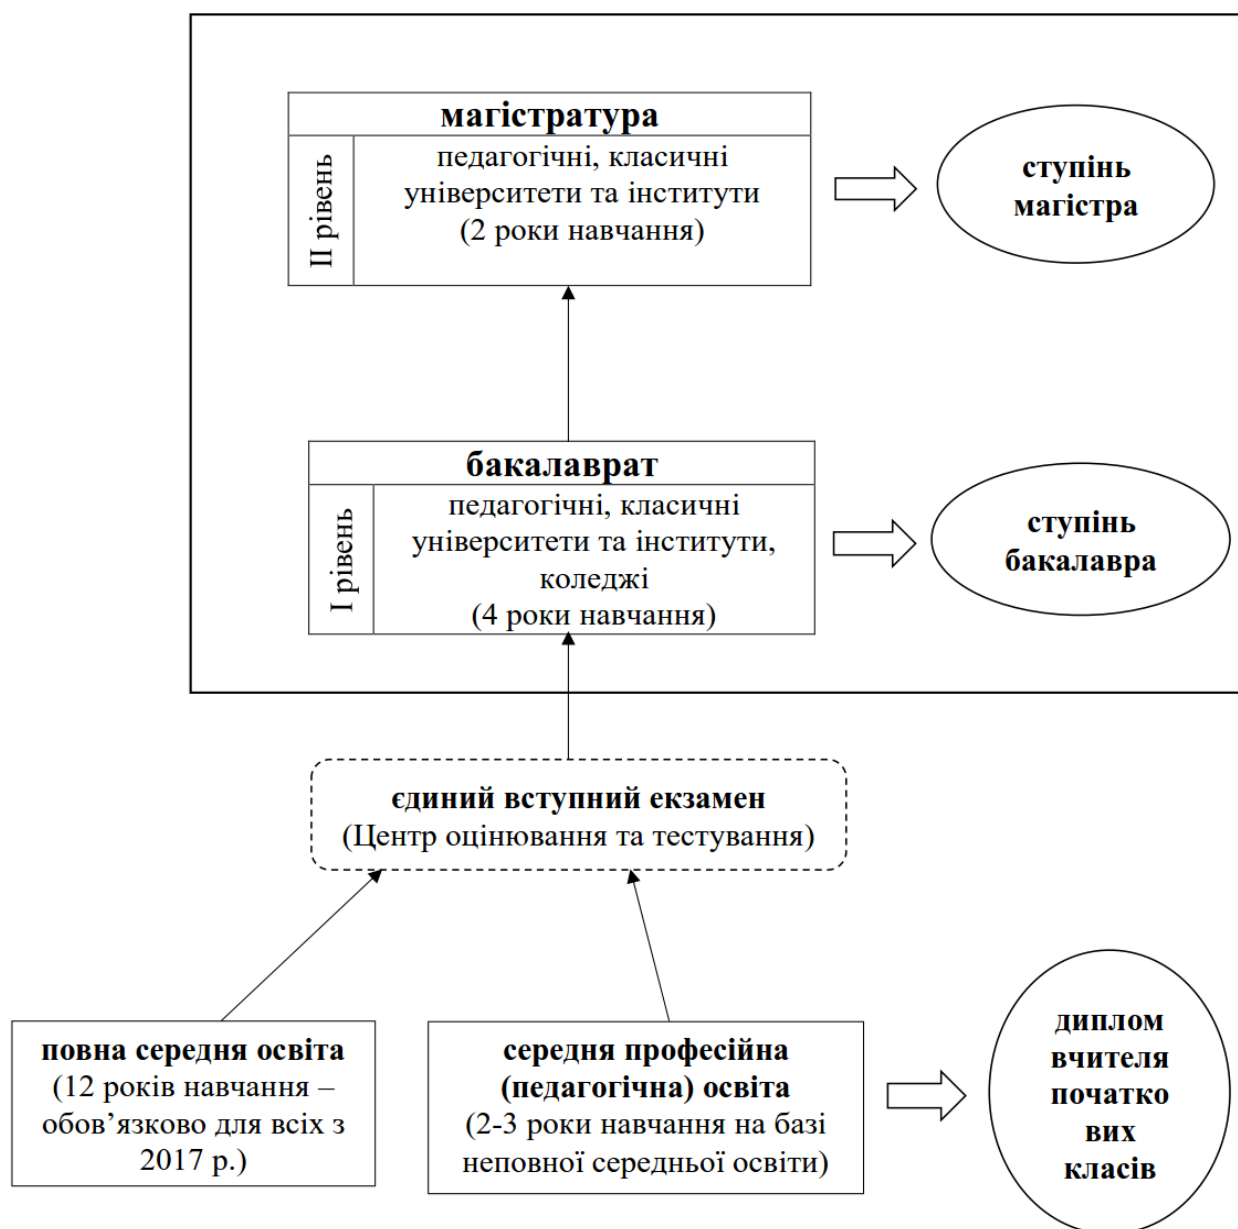 магістратура
II рівень
педагогічні, класичні
університети та інститути
(2 роки навчання)
ступінь
магістра
бакалаврат
I рівень
педагогічні, класичні
університети та інститути,
коледжі
(4 роки навчання)
ступінь
бакалавра
єдиний вступний екзамен
(Центр оцінювання та тестування)
повна середня освіта
(12 років навчання –
обов’язково для всіх з
2017 р.)
середня професійна
(педагогічна) освіта
(2-3 роки навчання на базі
неповної середньої освіти)
диплом
вчителя
початко
вих
класів